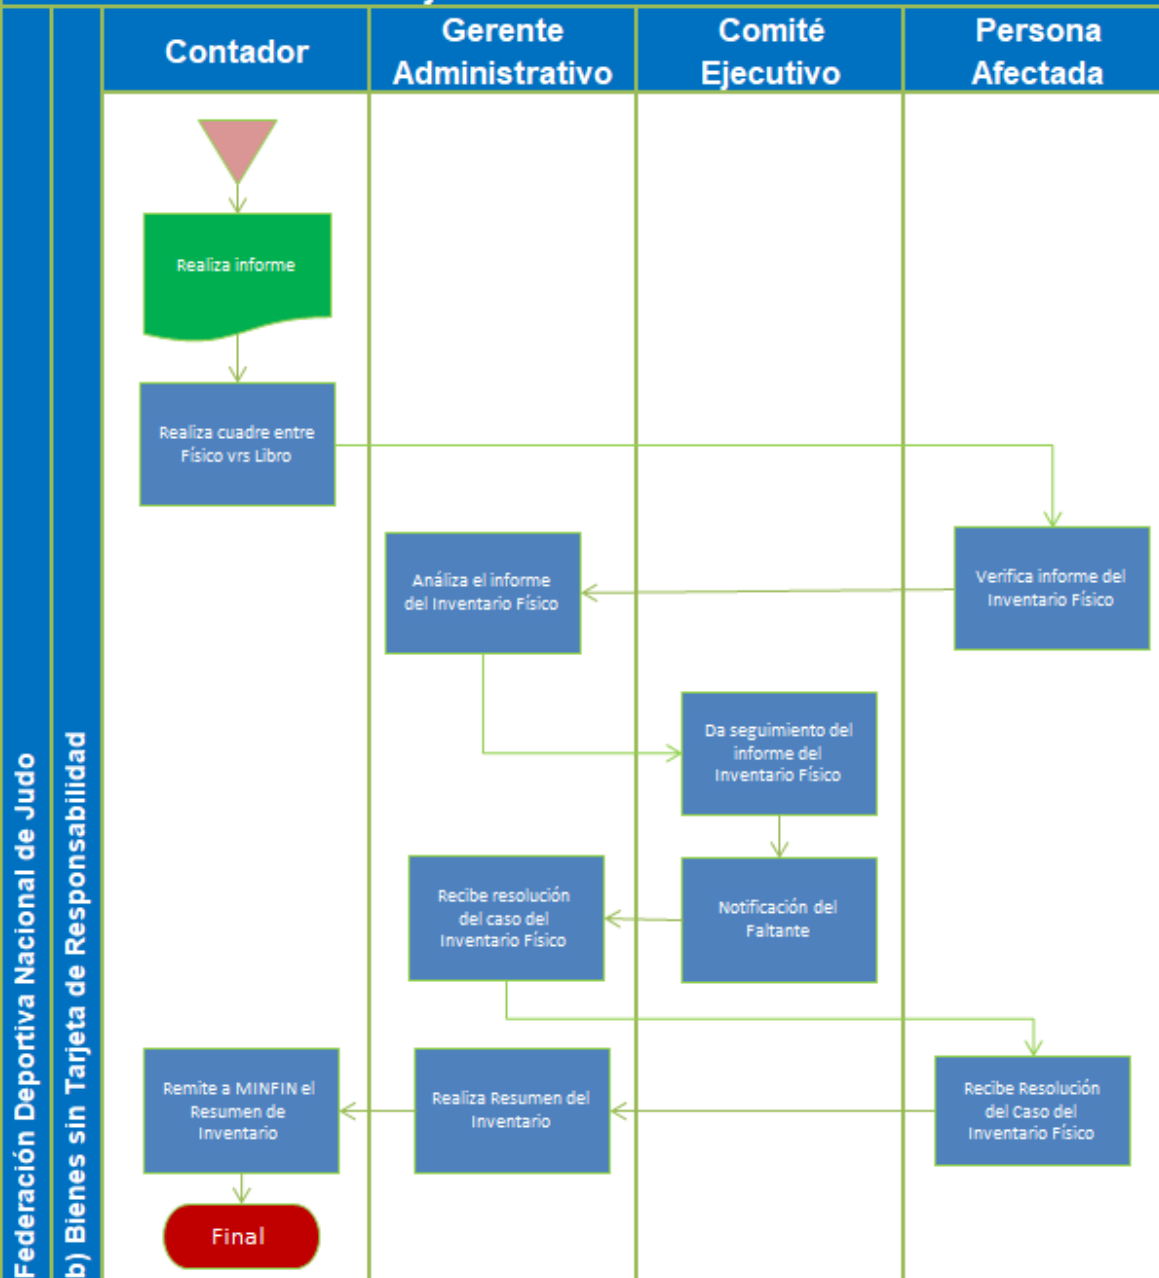 Contador
Gerente
Administrativo
Comité
Ejecutivo
Persona
Afectada
Federación Deportiva Nacional de Judo
b) Bienes sin Tarjeta de Responsabilidad
Realiza informe
Realiza cuadre entre
Físico vrs Libro
Verifica informe del
Inventario Físico
Análiza el informe
del Inventario Físico
Da seguimiento del
informe del
Inventario Físico
Notificación del
Faltante
Recibe resolución
del caso del
Inventario Físico
Recibe Resolución
del Caso del
Inventario Físico
Realiza Resumen del
Inventario
Remite a MINFIN el
Resumen de
Inventario
Final